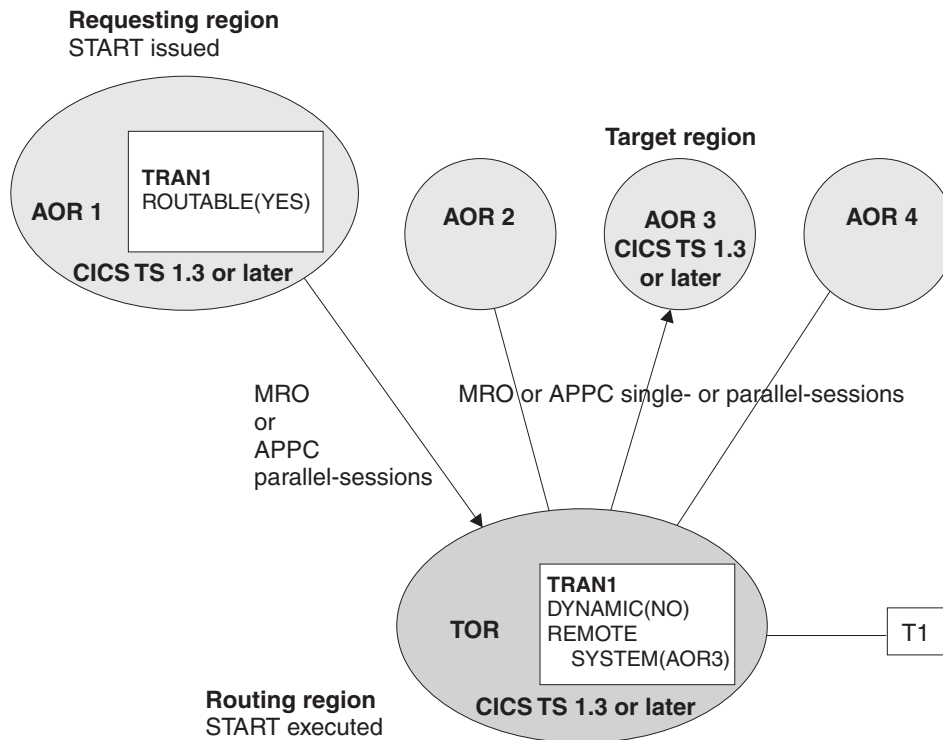 Requesting region
START issued
TRAN1
ROUTABLE(YES)
AOR 1
CICS TS 1.3 or later
AOR 2
Target region
AOR 3
CICS TS 1.3
or later
AOR 4
MRO
or
APPC
parallel-sessions
MRO or APPC single- or parallel-sessions
TOR
TRAN1
DYNAMIC(NO)
REMOTE
SYSTEM(AOR3)
CICS TS 1.3 or later
T1
Routing region
START executed